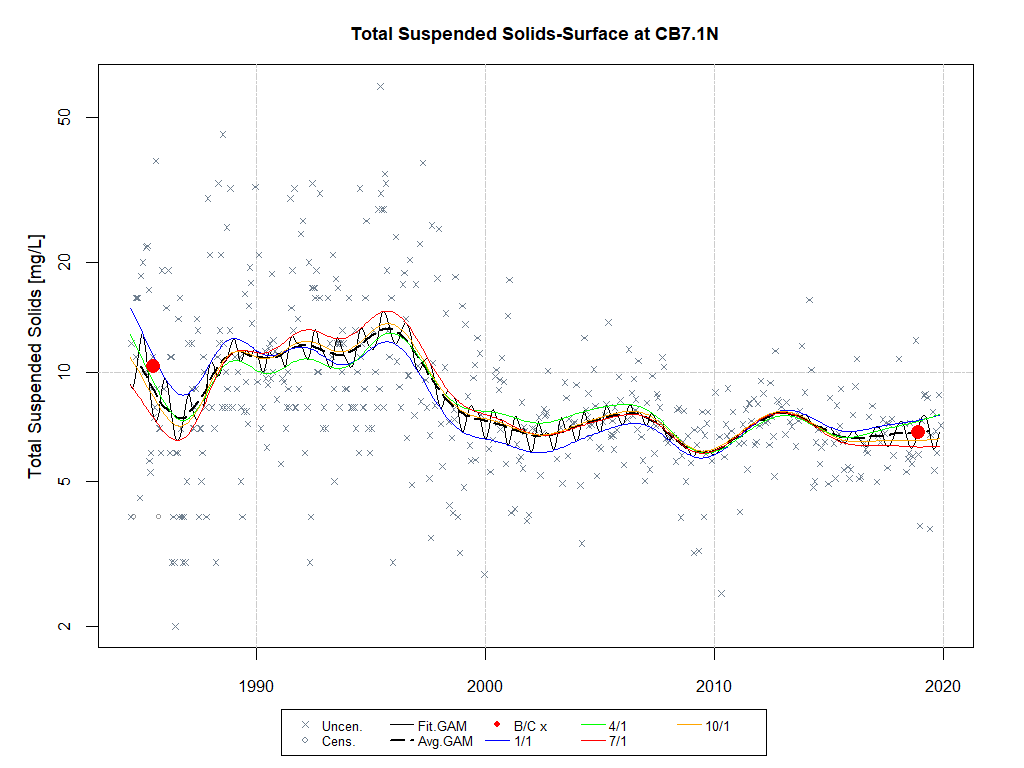 Total Suspended Solids-Surface at CB7.1N
Total Suspended Solids [mg/L]
50
20
10
5
2
1990 2000 2010 2020
Uncen. Fit.GAM B/C x 4/1 10/1
Cens. Avg.GAM 1/1 7/1